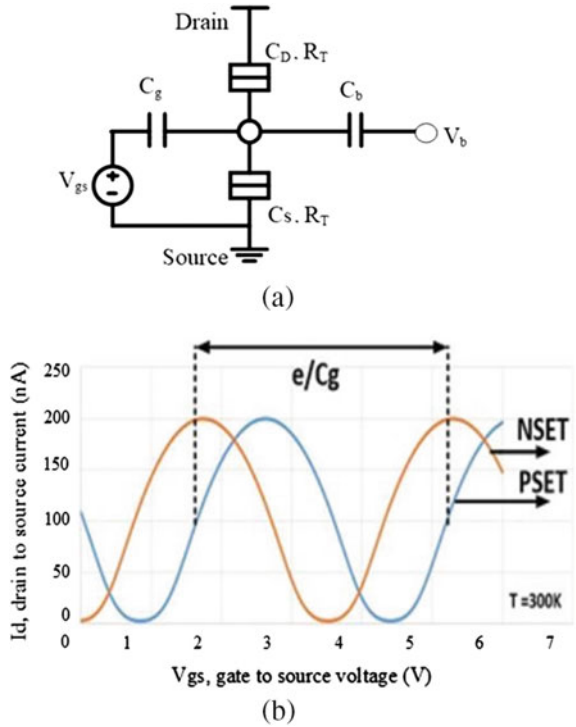 Drain
C_D. R_T
C_g
C_b
V_b
V_gs
Cs. R_T
Source
(a)
Id, drain to source current (nA)
250
200
150
100
50
0
e/Cg
NSET
PSET
T =300K
0 1 2 3 4 5 6 7
Vgs, gate to source voltage (V)
(b)